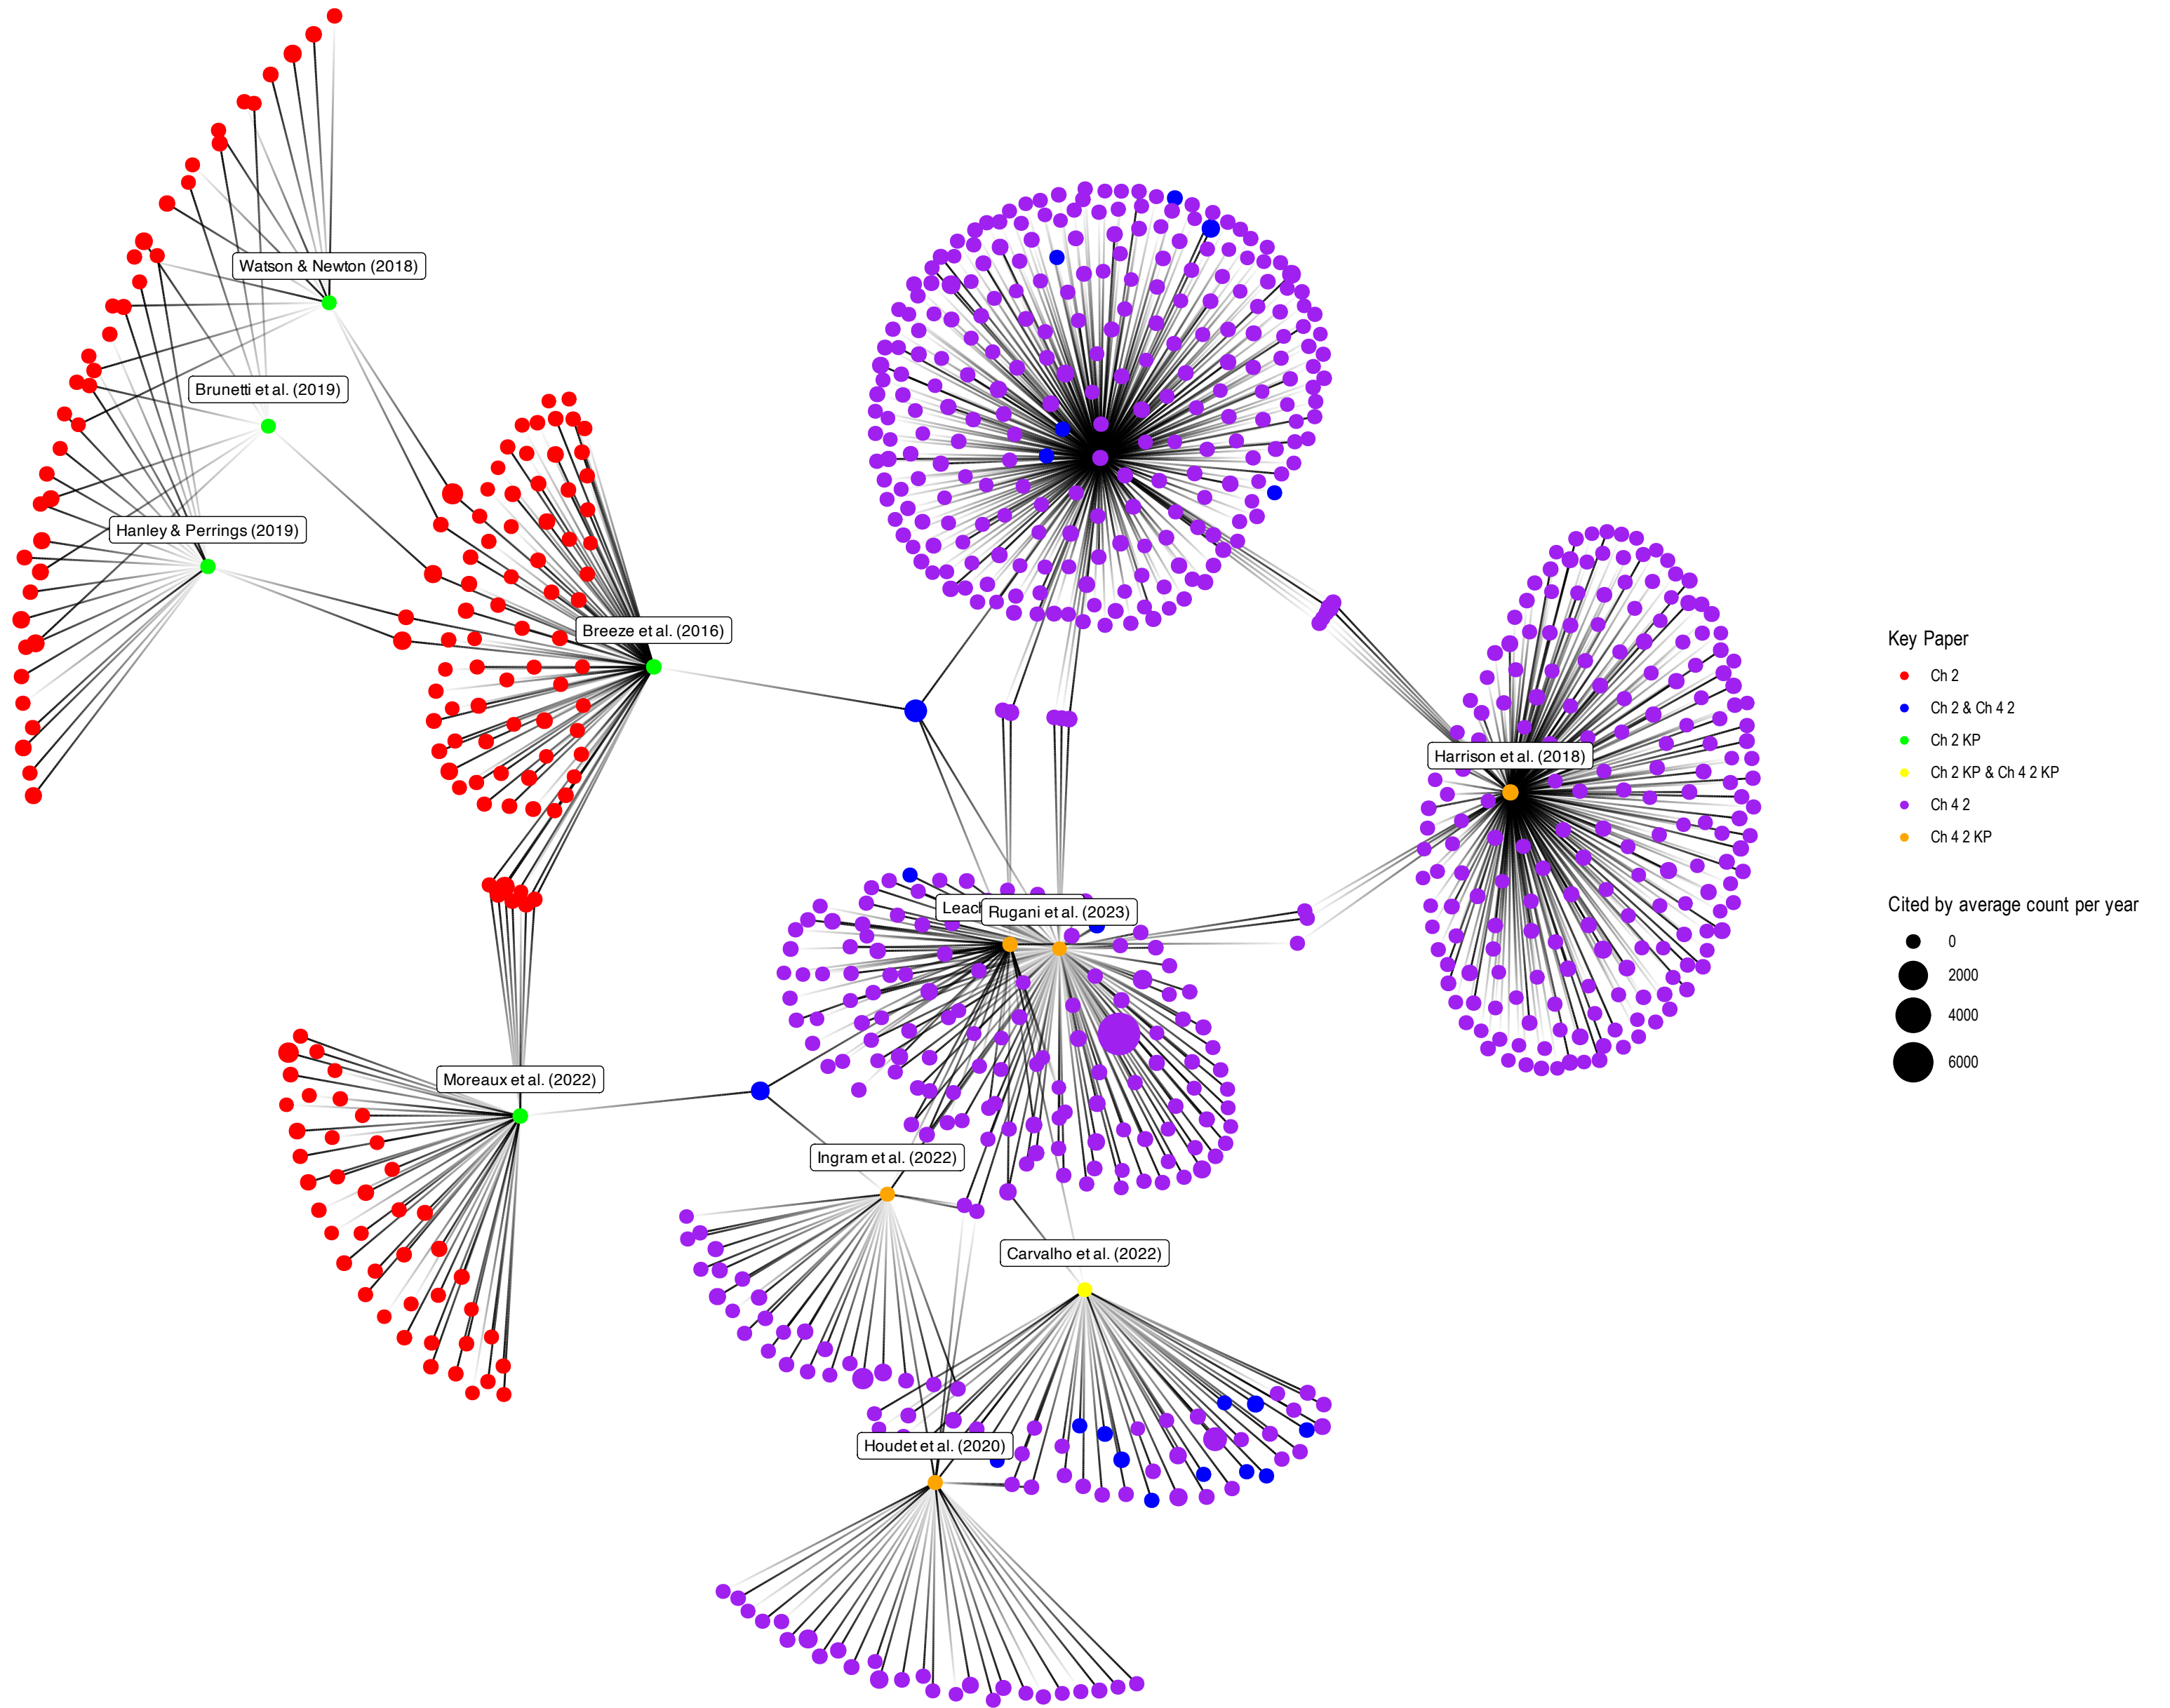 Watson & Newton (2018)
Brunetti et al. (2019)
Hanley & Perrings (2019)
Breeze et al. (2016)
Harrison et al. (2018)
Rugani et al. (2023)
Moreaux et al. (2022)
Ingram et al. (2022)
Carvalho et al. (2022)
Houdet et al. (2020)
Key Paper
Ch 2
Ch 2 & Ch 4 2
Ch 2 KP
Ch 2 KP & Ch 4 2 KP
Ch 4 2
Ch 4 2 KP
Cited by average count per year
0
2000
4000
6000